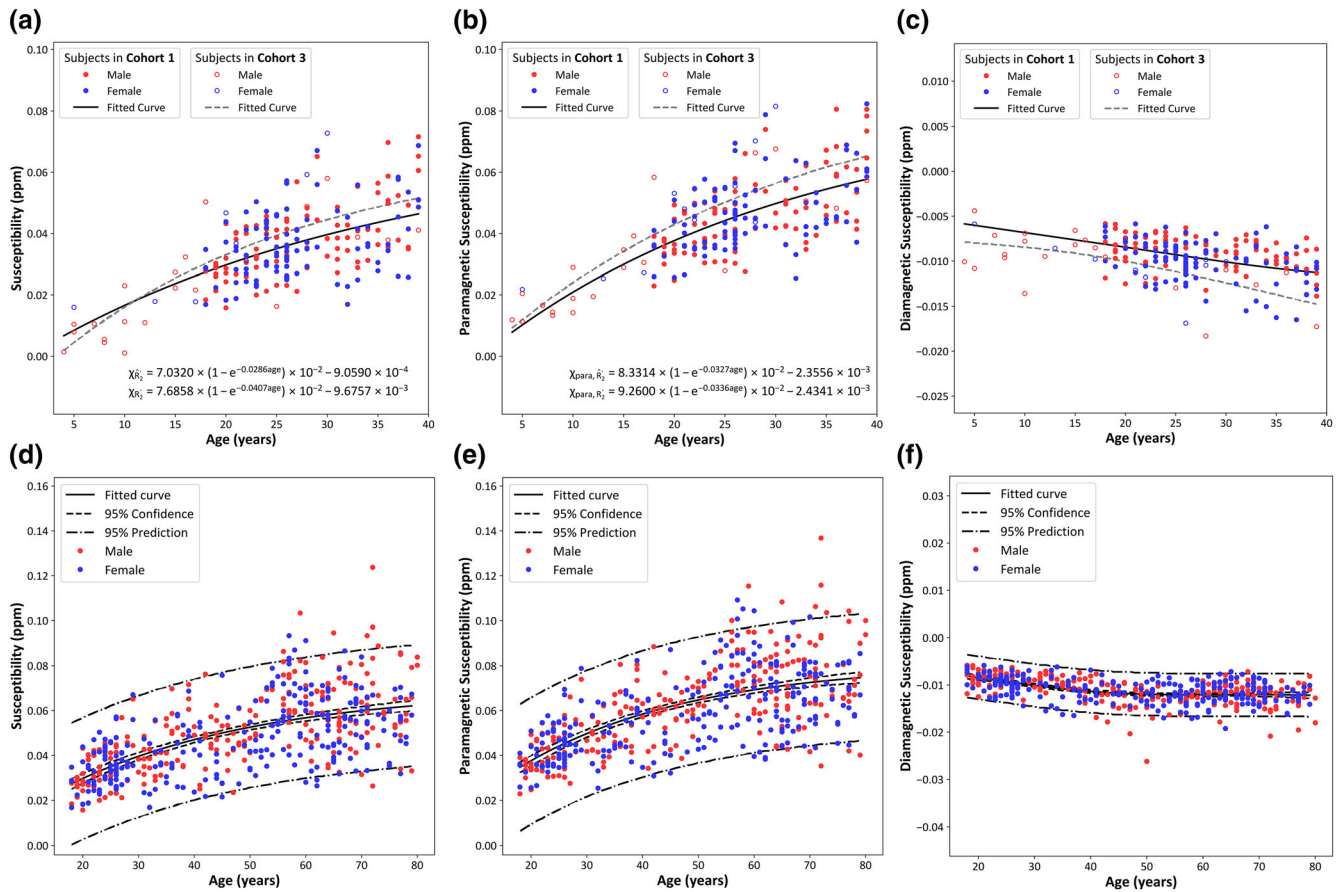 (a)
0.10
0.08
0.06
0.04
0.02
0.00
Susceptibility (ppm)
Subjects in Cohort 1
Male
Female
Fitted Curve
Subjects in Cohort 3
Male
Female
Fitted Curve
χR̂₂′ = 7.0320 × (1 − e^−0.0286age) × 10⁻² − 9.0590 × 10⁻⁴
χR₂′ = 7.6858 × (1 − e^−0.0407age) × 10⁻² − 9.6757 × 10⁻³
5 10 15 20 25 30 35 40
Age (years)
(b)
0.10
0.08
0.06
0.04
0.02
0.00
Paramagnetic Susceptibility (ppm)
Subjects in Cohort 1
Male
Female
Fitted Curve
Subjects in Cohort 3
Male
Female
Fitted Curve
χpara, R̂₂′ = 8.3314 × (1 − e^−0.0327age) × 10⁻² − 2.3556 × 10⁻³
χpara, R₂′ = 9.2600 × (1 − e^−0.0336age) × 10⁻² − 2.4341 × 10⁻³
5 10 15 20 25 30 35 40
Age (years)
(c)
0.010
0.005
0.000
−0.005
−0.010
−0.015
−0.020
−0.025
Diamagnetic Susceptibility (ppm)
Subjects in Cohort 1
Male
Female
Fitted Curve
Subjects in Cohort 3
Male
Female
Fitted Curve
5 10 15 20 25 30 35 40
Age (years)
(d)
0.16
0.14
0.12
0.10
0.08
0.06
0.04
0.02
0.00
Susceptibility (ppm)
Fitted curve
95% Confidence
95% Prediction
Male
Female
20 30 40 50 60 70 80
Age (years)
(e)
0.16
0.14
0.12
0.10
0.08
0.06
0.04
0.02
0.00
Paramagnetic Susceptibility (ppm)
Fitted curve
95% Confidence
95% Prediction
Male
Female
20 30 40 50 60 70 80
Age (years)
(f)
0.03
0.02
0.01
0.00
−0.01
−0.02
−0.03
−0.04
Diamagnetic Susceptibility (ppm)
Fitted curve
95% Confidence
95% Prediction
Male
Female
20 30 40 50 60 70 80
Age (years)